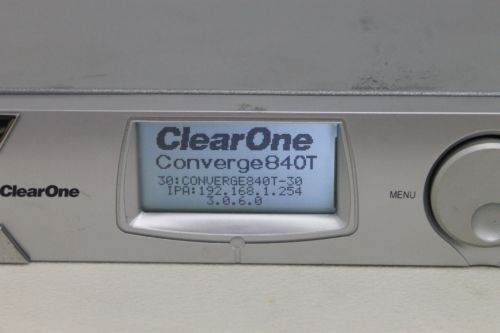 ClearOne
Converge840T
30:CONVERGE840T-30
IPA:192.168.1.254
3.0.6.0
ClearOne
MENU